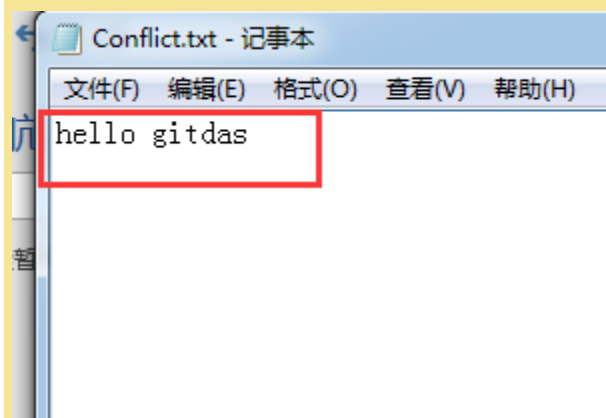 Conflict.txt - 记事本
文件(F) 编辑(E) 格式(O) 查看(V) 帮助(H)
hello gitdas